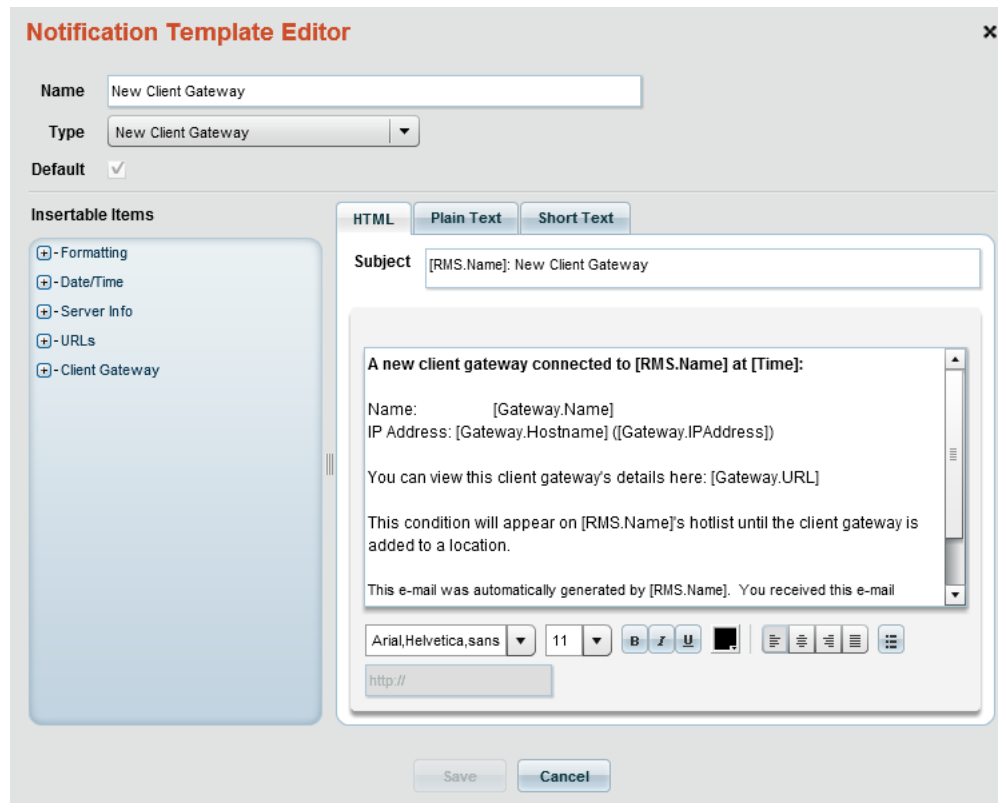 Notification Template Editor
Name
New Client Gateway
Type
New Client Gateway
Default
Insertable Items
- Formatting
- Date/Time
- Server Info
- URLs
- Client Gateway
HTML
Plain Text
Short Text
Subject
[RMS.Name]: New Client Gateway
A new client gateway connected to [RMS.Name] at [Time]:
Name: [Gateway.Name]
IP Address: [Gateway.Hostname] ([Gateway.IPAddress])
You can view this client gateway's details here: [Gateway.URL]
This condition will appear on [RMS.Name]'s hotlist until the client gateway is
added to a location.
This e-mail was automatically generated by [RMS.Name].  You received this e-mail
Arial,Helvetica,sans
11
B I U
http://
Save
Cancel